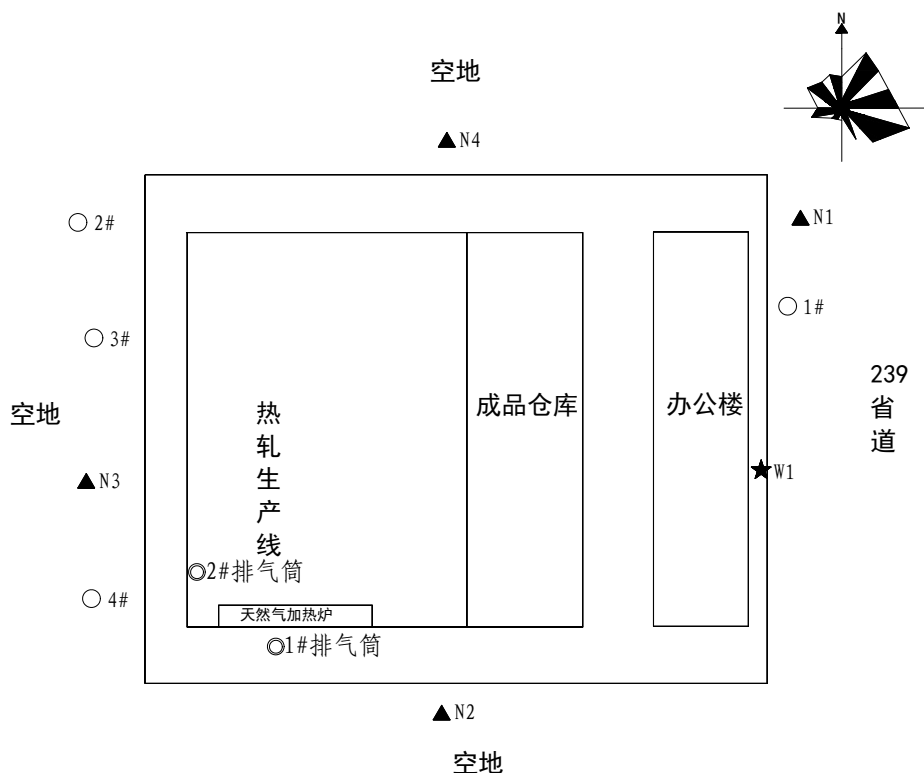 N
空地
▲N4
○2#
▲N1
○1#
○3#
239
省
道
成品仓库
办公楼
空地
热
轧
生
产
线
★W1
▲N3
◎2#排气筒
○4#
天然气加热炉
◎1#排气筒
▲N2
空地